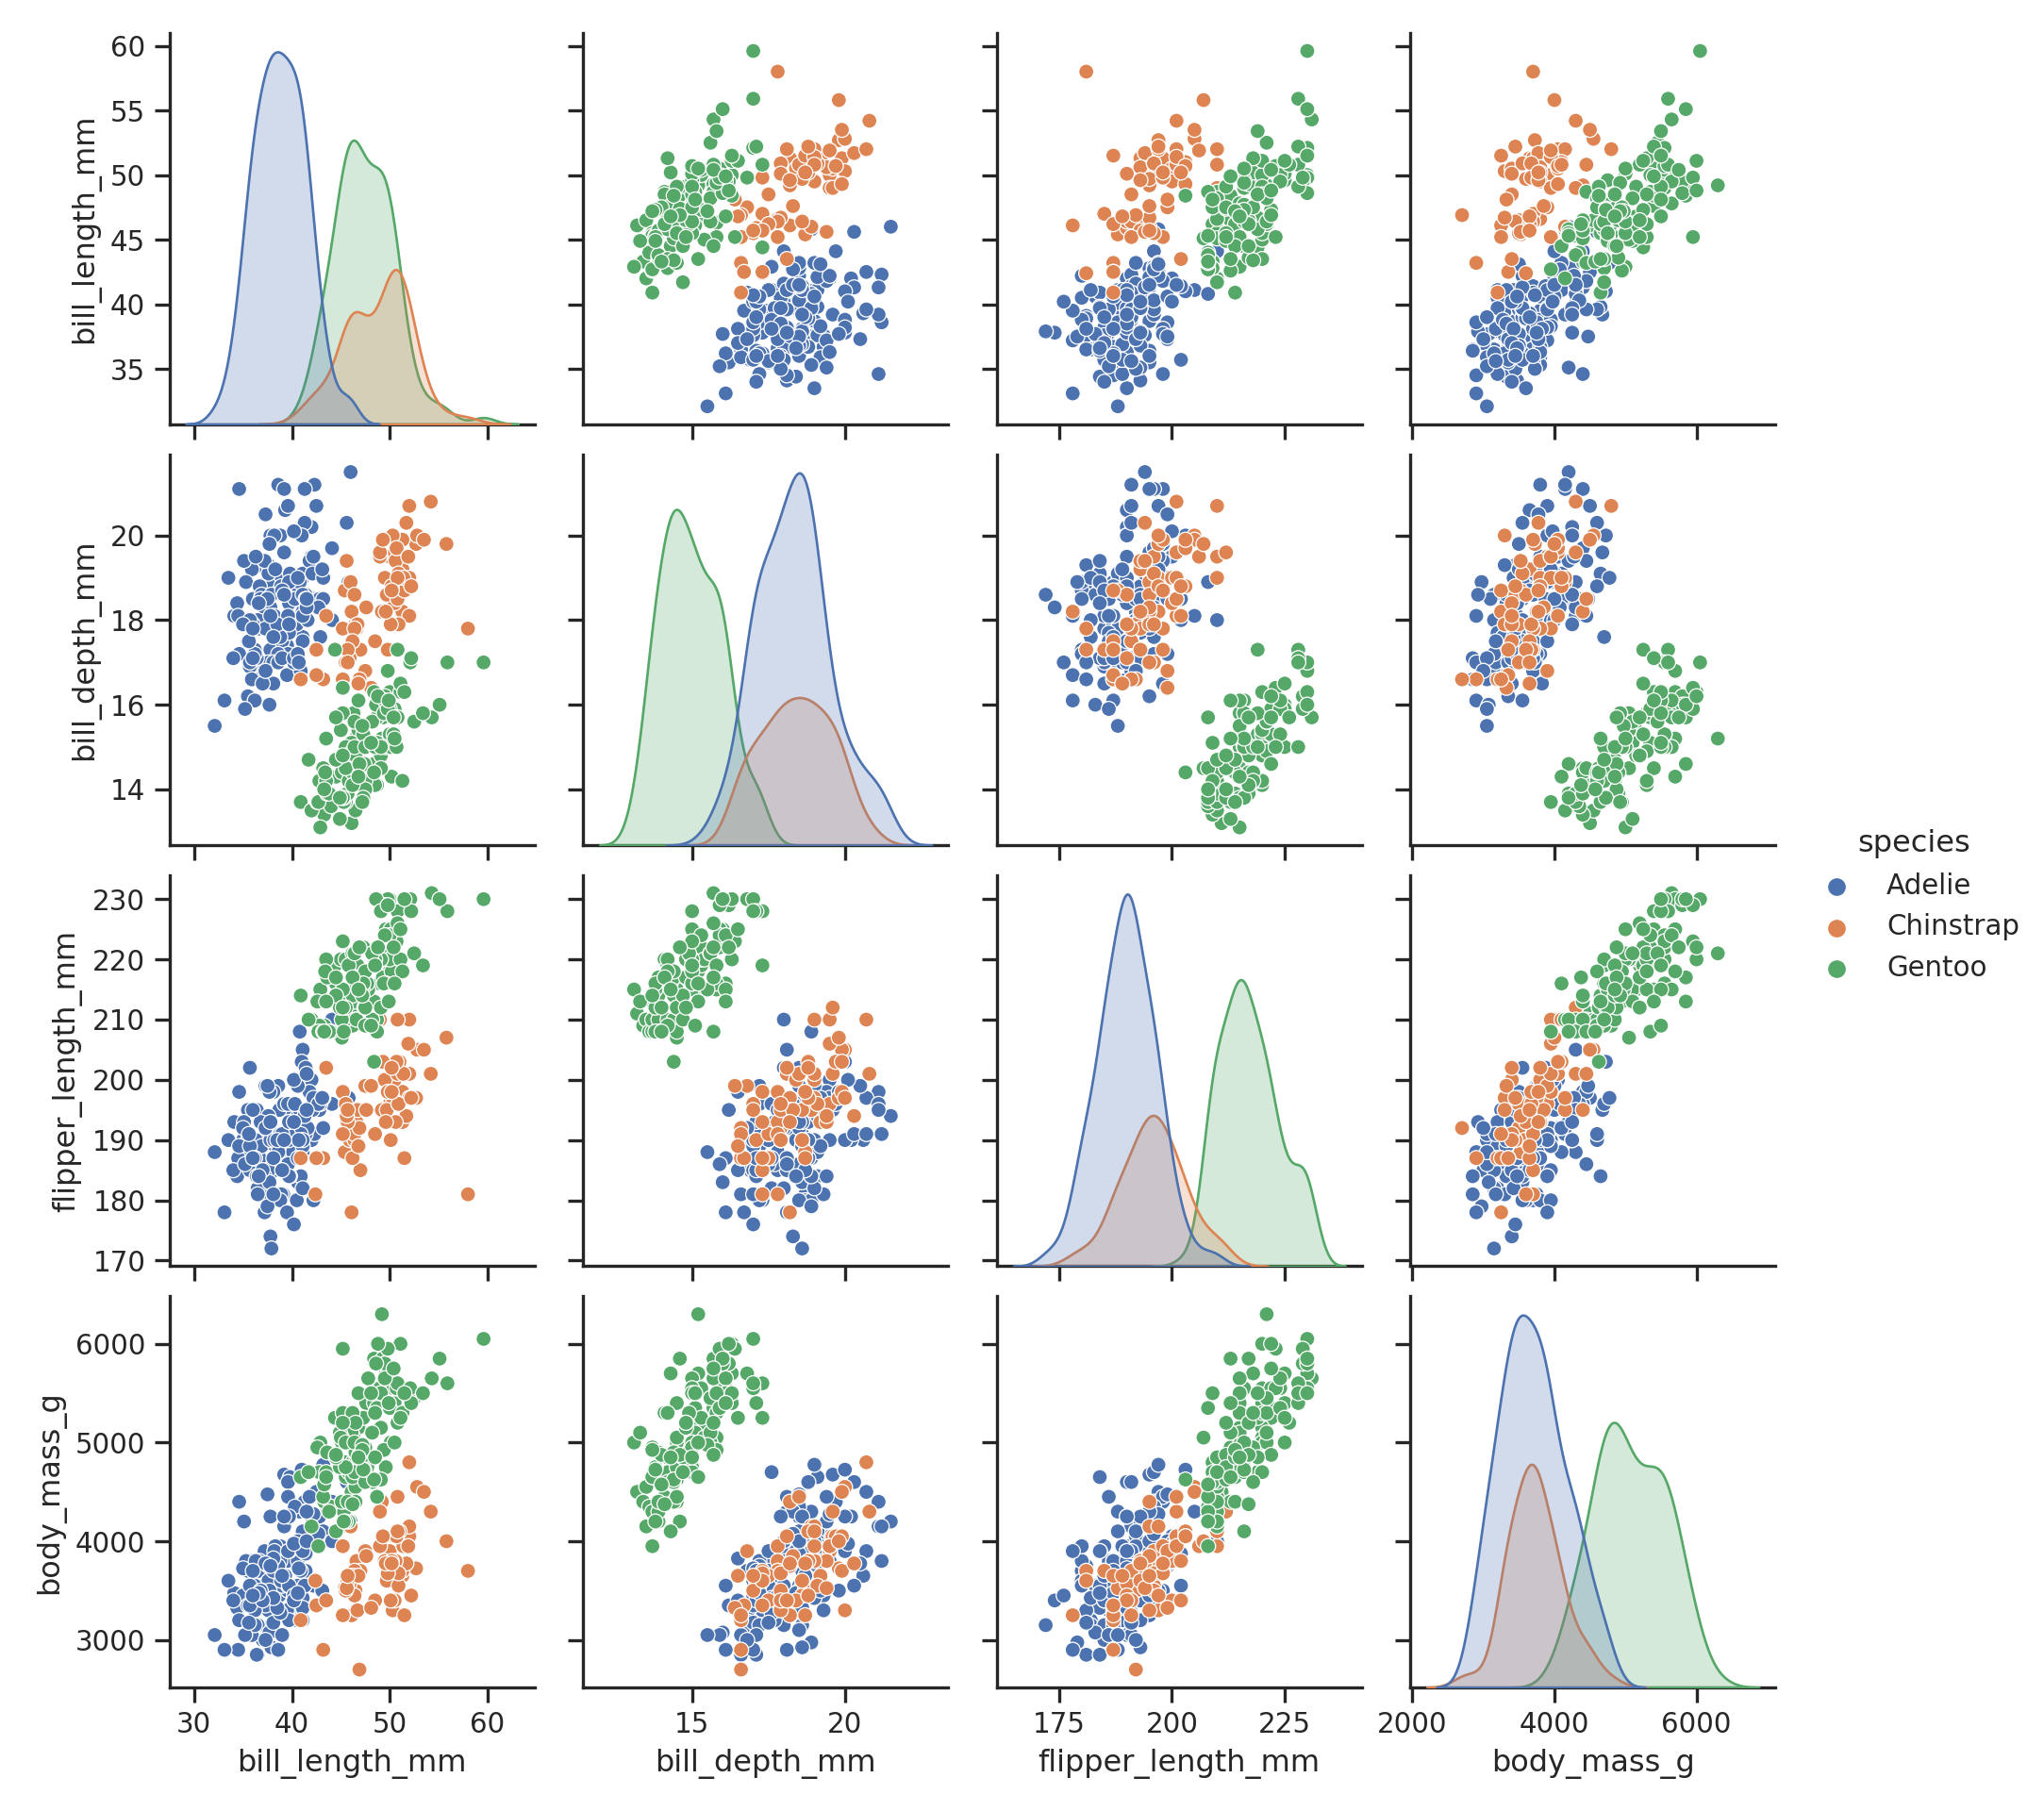 60
55
50
45
40
35
bill_length_mm
20
18
16
14
bill_depth_mm
species
Adelie
Chinstrap
Gentoo
230
220
210
200
190
180
170
flipper_length_mm
6000
5000
4000
3000
body_mass_g
30 40 50 60
15 20
175 200 225
2000 4000 6000
bill_length_mm
bill_depth_mm
flipper_length_mm
body_mass_g